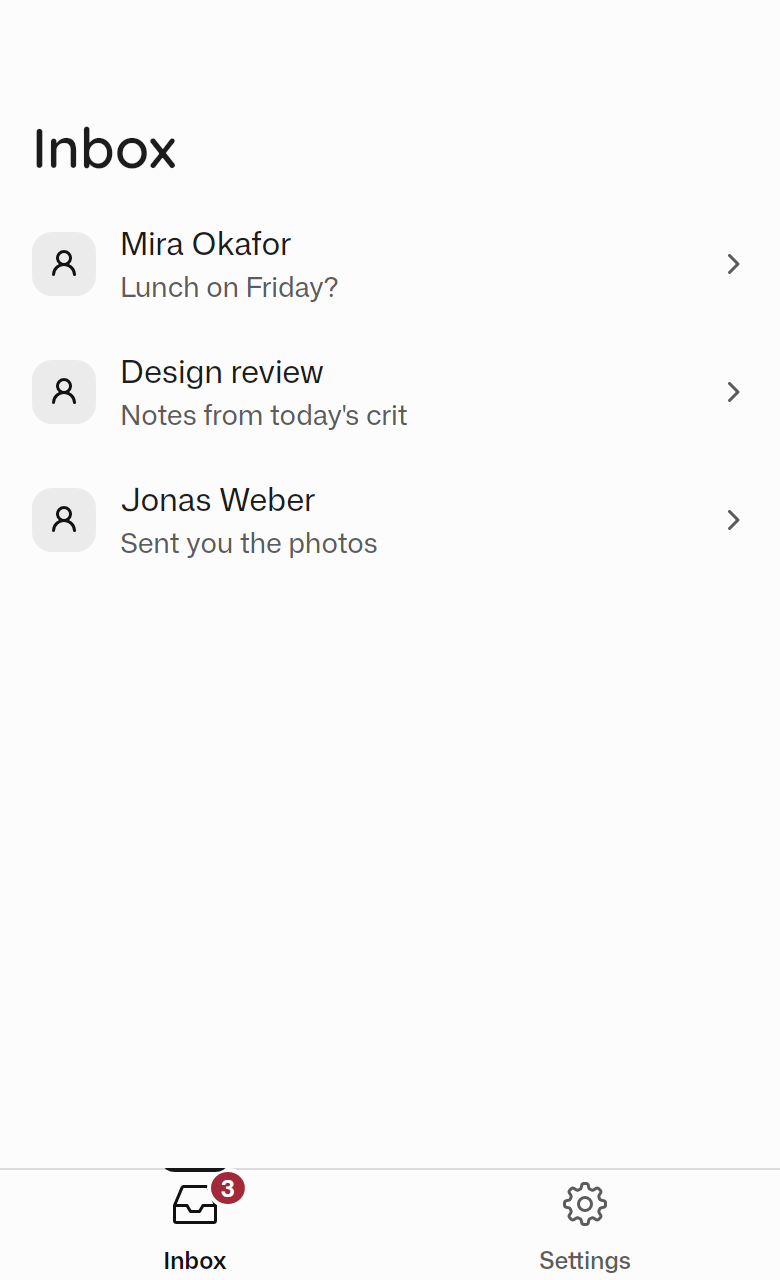 Inbox
Mira Okafor
Lunch on Friday?
Design review
Notes from today's crit
Jonas Weber
Sent you the photos
3
Inbox
Settings